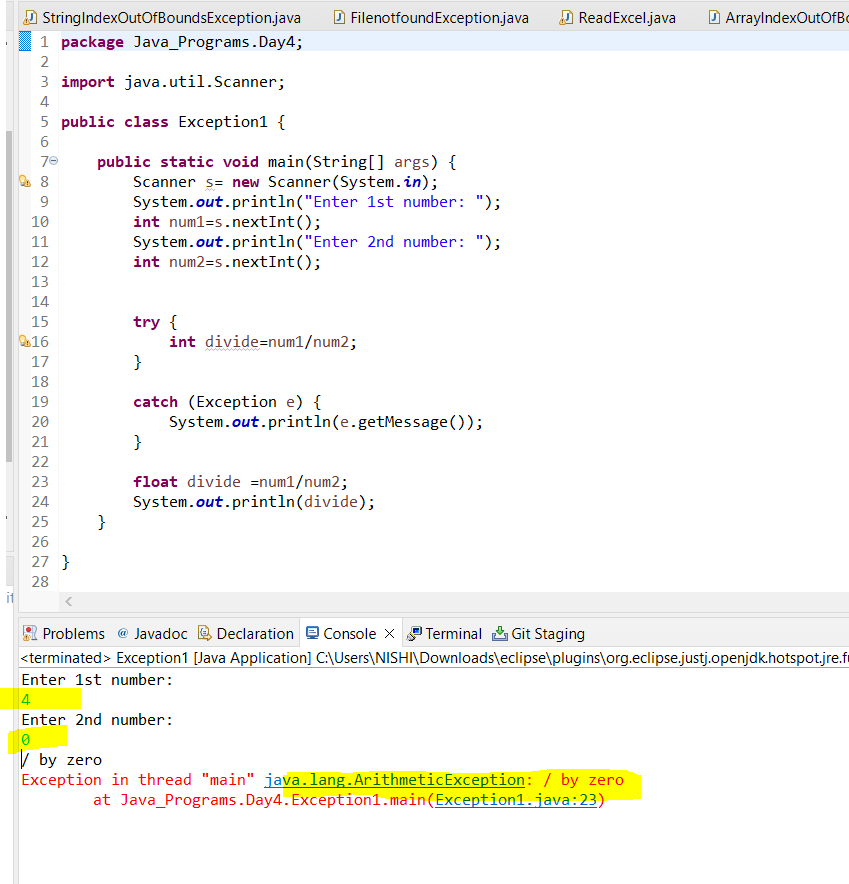 StringIndexOutOfBoundsException.java FilenotfoundException.java ReadExcel.java
1 package Java_Programs.Day4;
2
3 import java.util.Scanner;
4
5 public class Exception1 {
6
7 public static void main(String[] args) {
8 Scanner s= new Scanner(System.in);
9 System.out.println("Enter 1st number: ");
10 int num1=s.nextInt();
11 System.out.println("Enter 2nd number: ");
12 int num2=s.nextInt();
13
14
15 try {
16 int divide=num1/num2;
17 }
18
19 catch (Exception e) {
20 System.out.println(e.getMessage());
21 }
22
23 float divide =num1/num2;
24 System.out.println(divide);
25 }
26
27 }
28
Problems @ Javadoc Declaration Console Terminal Git Staging
<terminated> Exception1 [Java Application] C:\Users\NISHI\Downloads\eclipse\plugins\org.eclipse.justj.openjdk.hotspot.jre.fu
Enter 1st number:
4
Enter 2nd number:
0
/ by zero
Exception in thread "main" java.lang.ArithmeticException: / by zero
at Java_Programs.Day4.Exception1.main(Exception1.java:23)